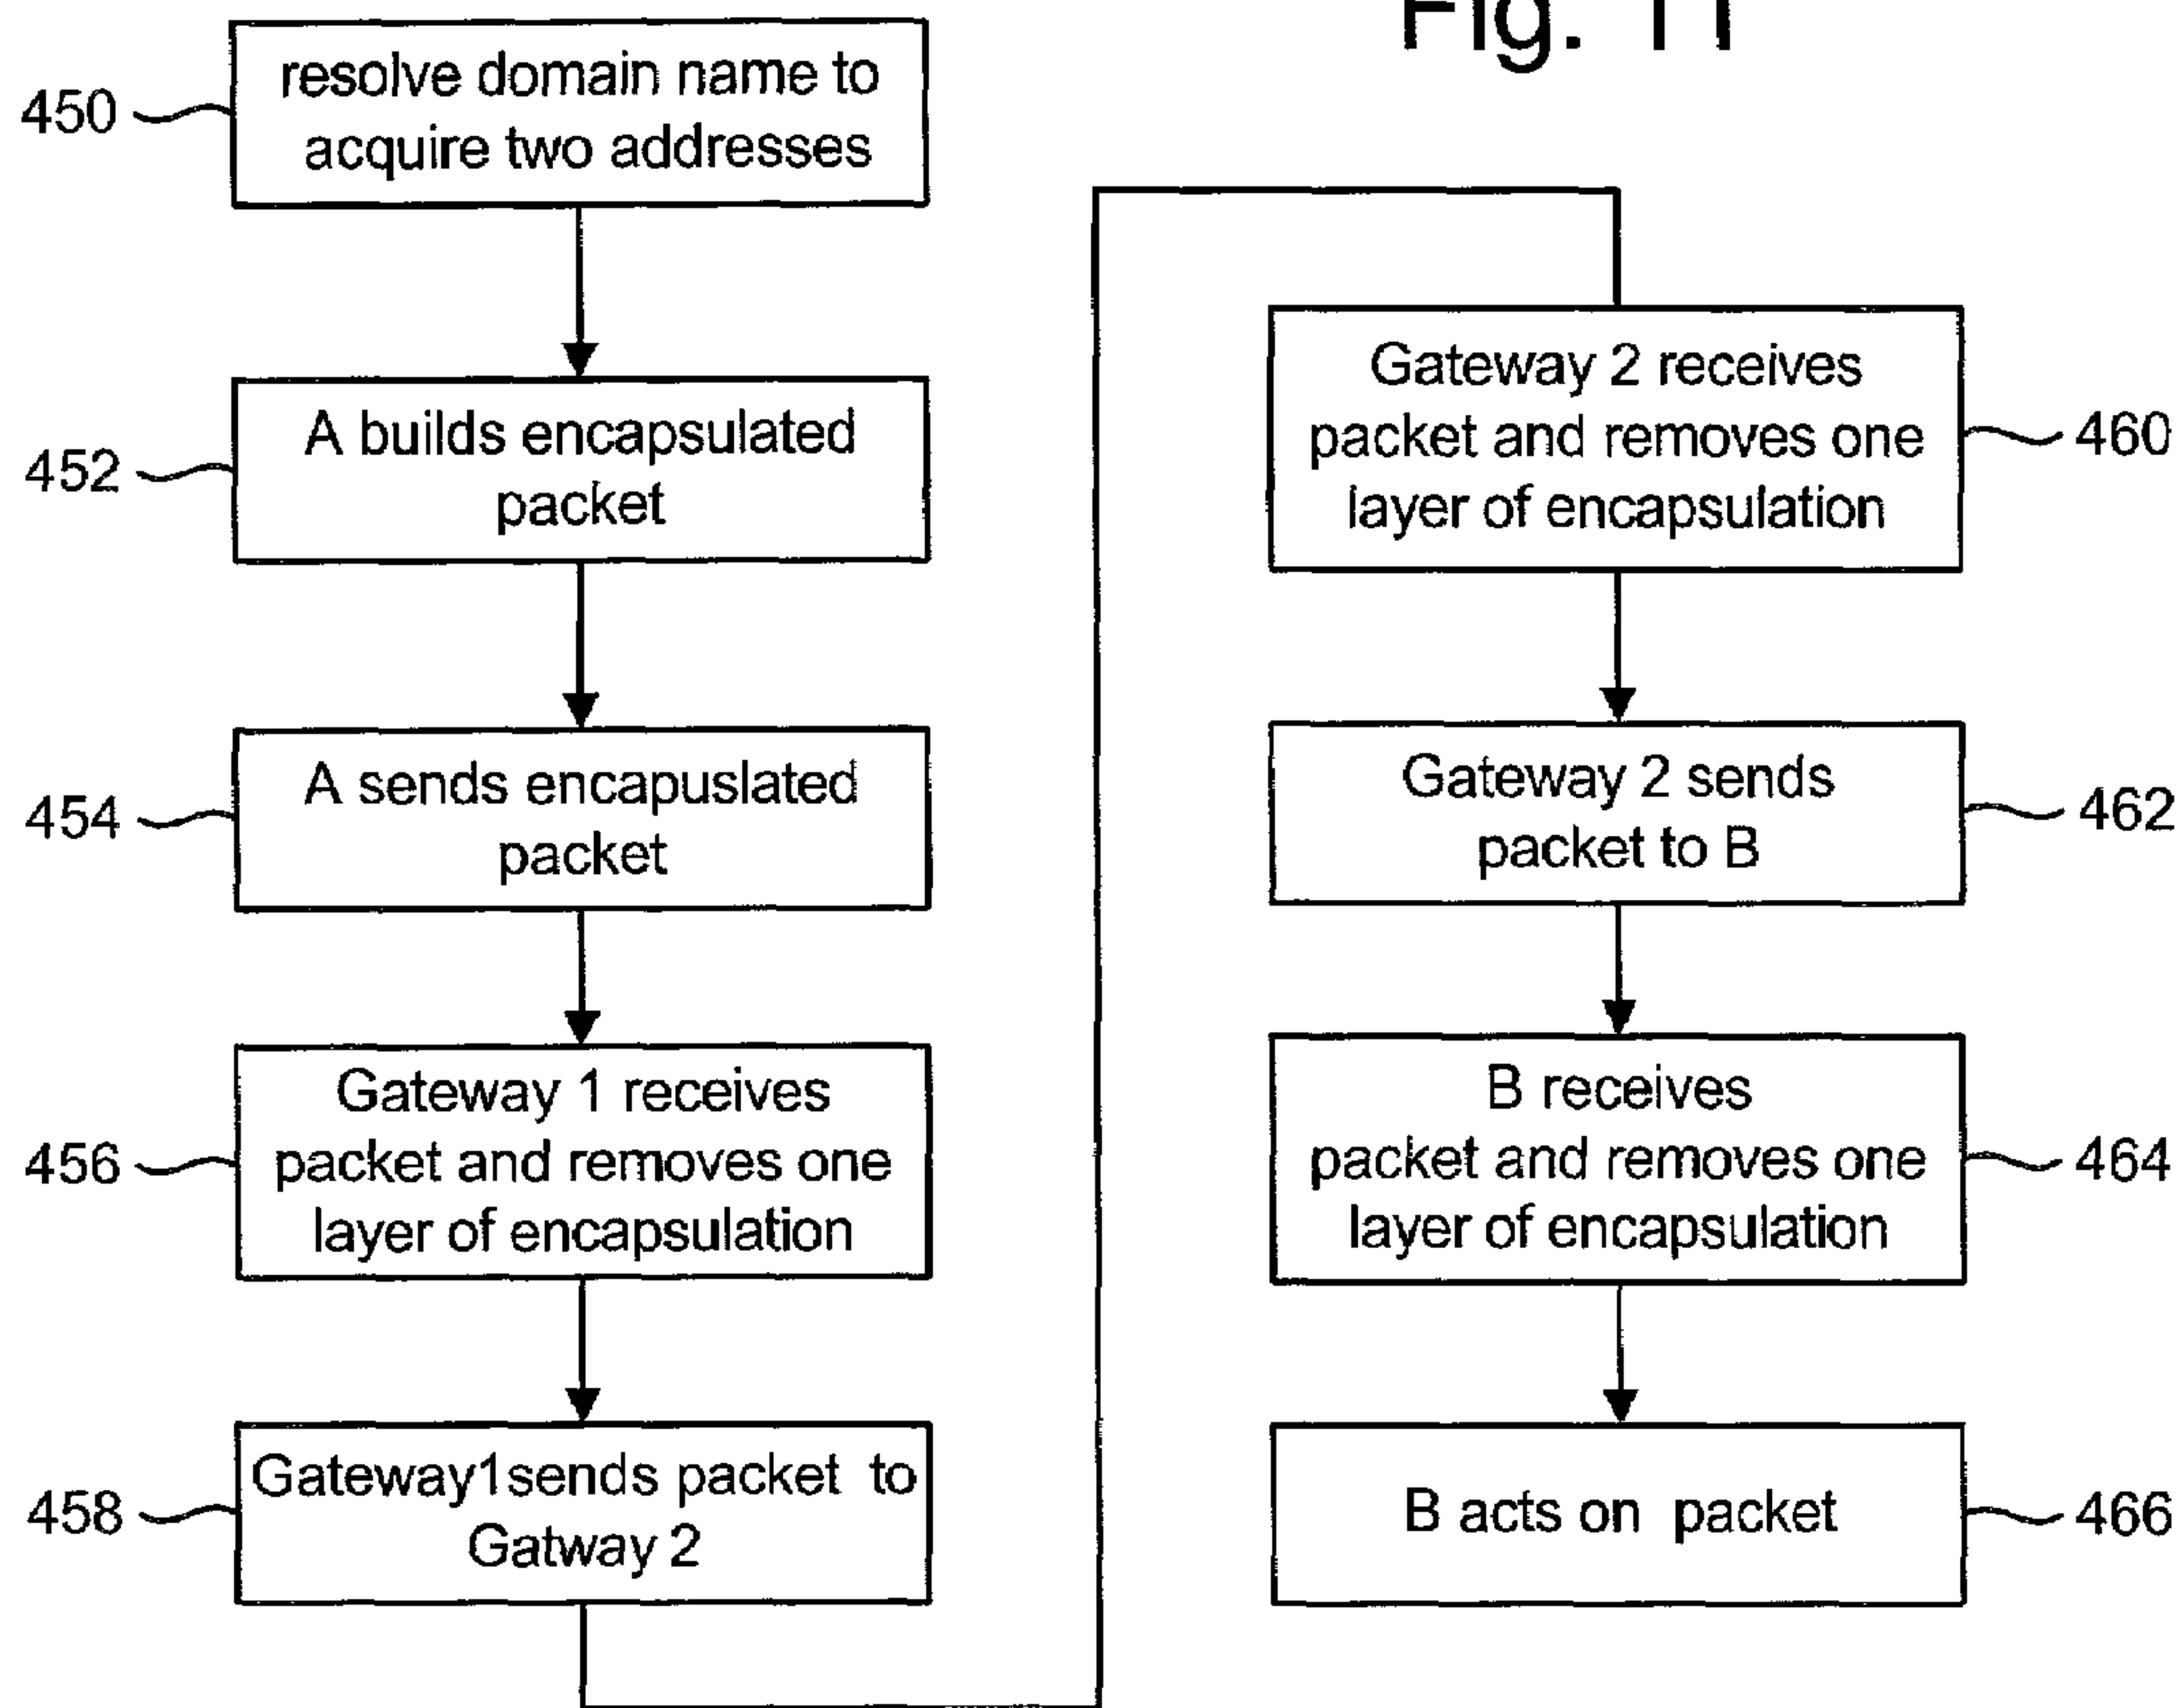 Fig. 11
450
resolve domain name to
acquire two addresses
452
A builds encapsulated
packet
454
A sends encapuslated
packet
456
Gateway 1 receives
packet and removes one
layer of encapsulation
458
Gateway1sends packet to
Gatway 2
460
Gateway 2 receives
packet and removes one
layer of encapsulation
462
Gateway 2 sends
packet to B
464
B receives
packet and removes one
layer of encapsulation
466
B acts on packet